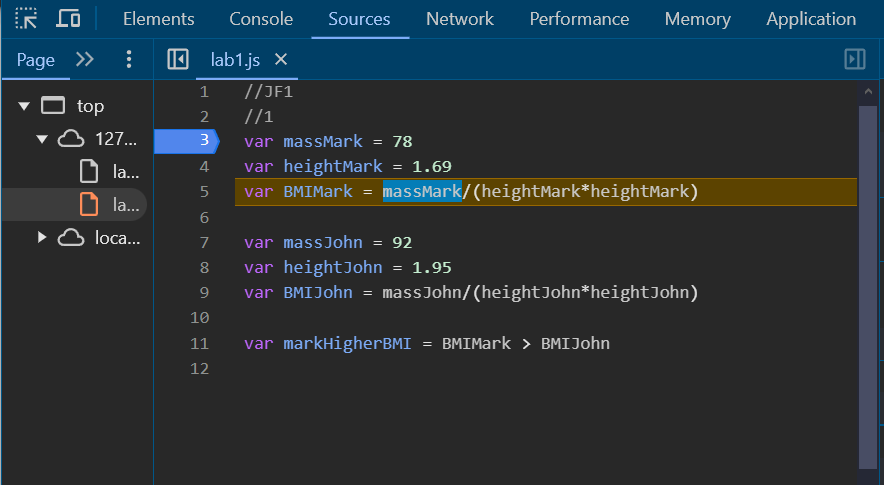 Elements Console Sources Network Performance Memory Application
Page lab1.js
top
127...
la...
la...
loca...
1 //JF1
2 //1
3 var massMark = 78
4 var heightMark = 1.69
5 var BMIMark = massMark/(heightMark*heightMark)
6
7 var massJohn = 92
8 var heightJohn = 1.95
9 var BMIJohn = massJohn/(heightJohn*heightJohn)
10
11 var markHigherBMI = BMIMark > BMIJohn
12